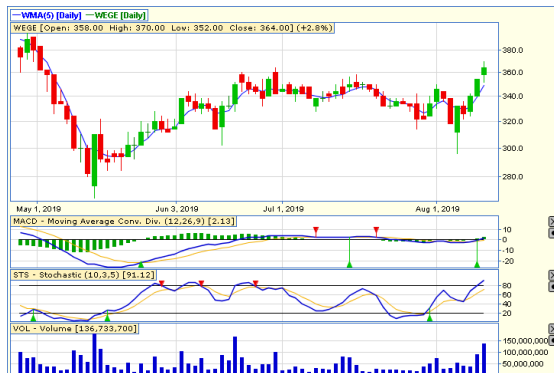 WMA(5) [Daily] WEGE [Daily]
WEGE [Open: 358.00 High: 370.00 Low: 352.00 Close: 364.00] (+2.8%)
380.0
360.0
340.0
320.0
300.0
280.0
May 1, 2019 Jun 3, 2019 Jul 1, 2019 Aug 1, 2019
MACD - Moving Average Conv. Div. (12,26,9) [2.13]
10
0
-10
-20
STS - Stochastic (10,3,5) [91.12]
80
60
40
20
VOL - Volume [136,733,700]
150,000,000
100,000,000
50,000,000